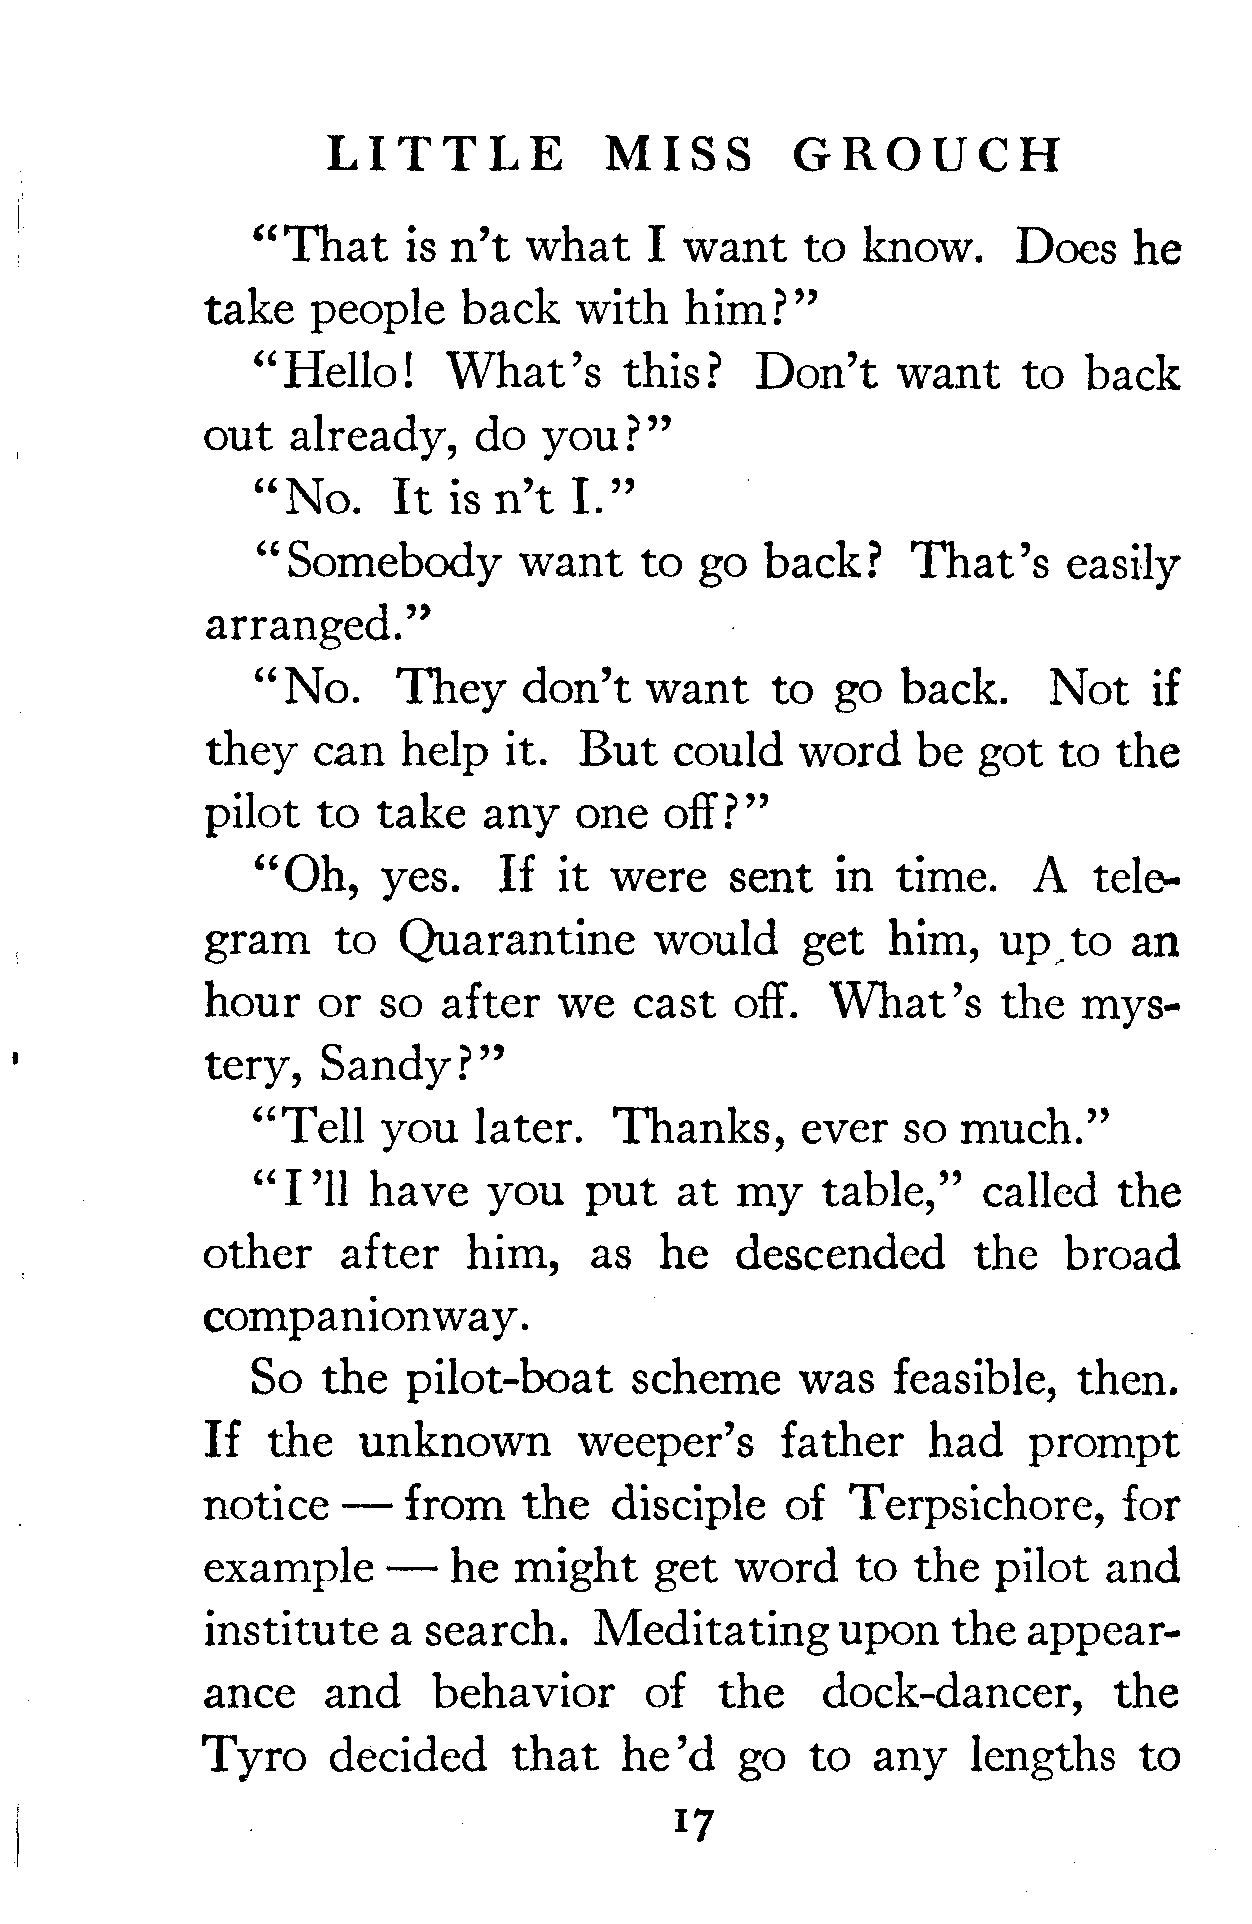 LITTLE MISS GROUCH
“That is n’t what I want to know. Does he
take people back with him?”
“Hello! What’s this? Don’t want to back
out already, do you?”
“No. It is n’t I.”
“Somebody want to go back? That’s easily
arranged.”
“No. They don’t want to go back. Not if
they can help it. But could word be got to the
pilot to take any one off?”
“Oh, yes. If it were sent in time. A tele-
gram to Quarantine would get him, up to an
hour or so after we cast off. What’s the mys-
tery, Sandy?”
“Tell you later. Thanks, ever so much.”
“I’ll have you put at my table,” called the
other after him, as he descended the broad
companionway.
So the pilot-boat scheme was feasible, then.
If the unknown weeper’s father had prompt
notice — from the disciple of Terpsichore, for
example — he might get word to the pilot and
institute a search. Meditating upon the appear-
ance and behavior of the dock-dancer, the
Tyro decided that he’d go to any lengths to
17